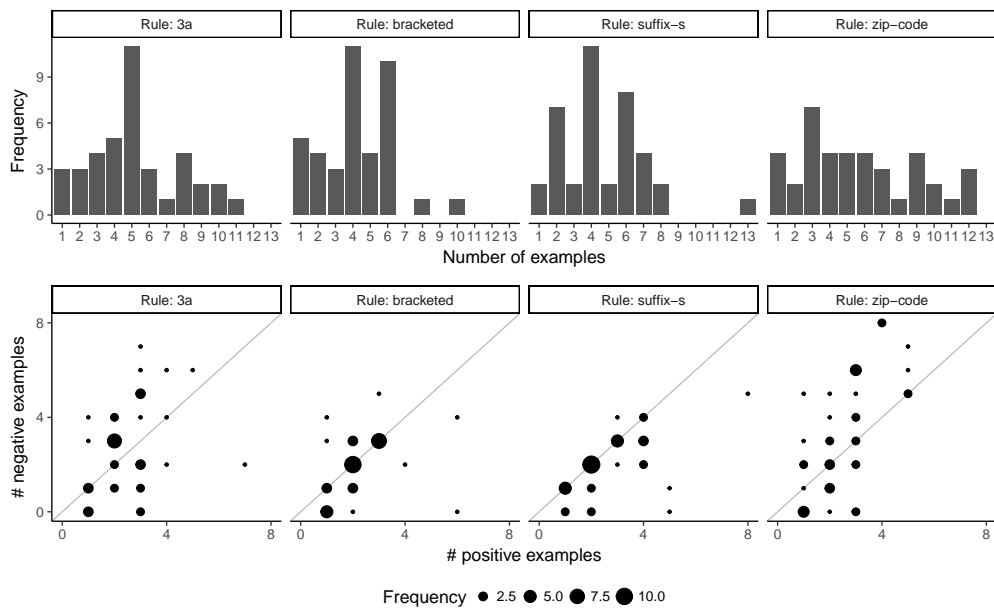 Rule: 3a Rule: bracketed Rule: suffix−s Rule: zip−code
Frequency
9
6
3
0
1 2 3 4 5 6 7 8 9 10 11 12 13 1 2 3 4 5 6 7 8 9 10 11 12 13 1 2 3 4 5 6 7 8 9 10 11 12 13 1 2 3 4 5 6 7 8 9 10 11 12 13
Number of examples
Rule: 3a Rule: bracketed Rule: suffix−s Rule: zip−code
# negative examples
8
4
0
0 4 8 0 4 8 0 4 8 0 4 8
# positive examples
Frequency 2.5 5.0 7.5 10.0